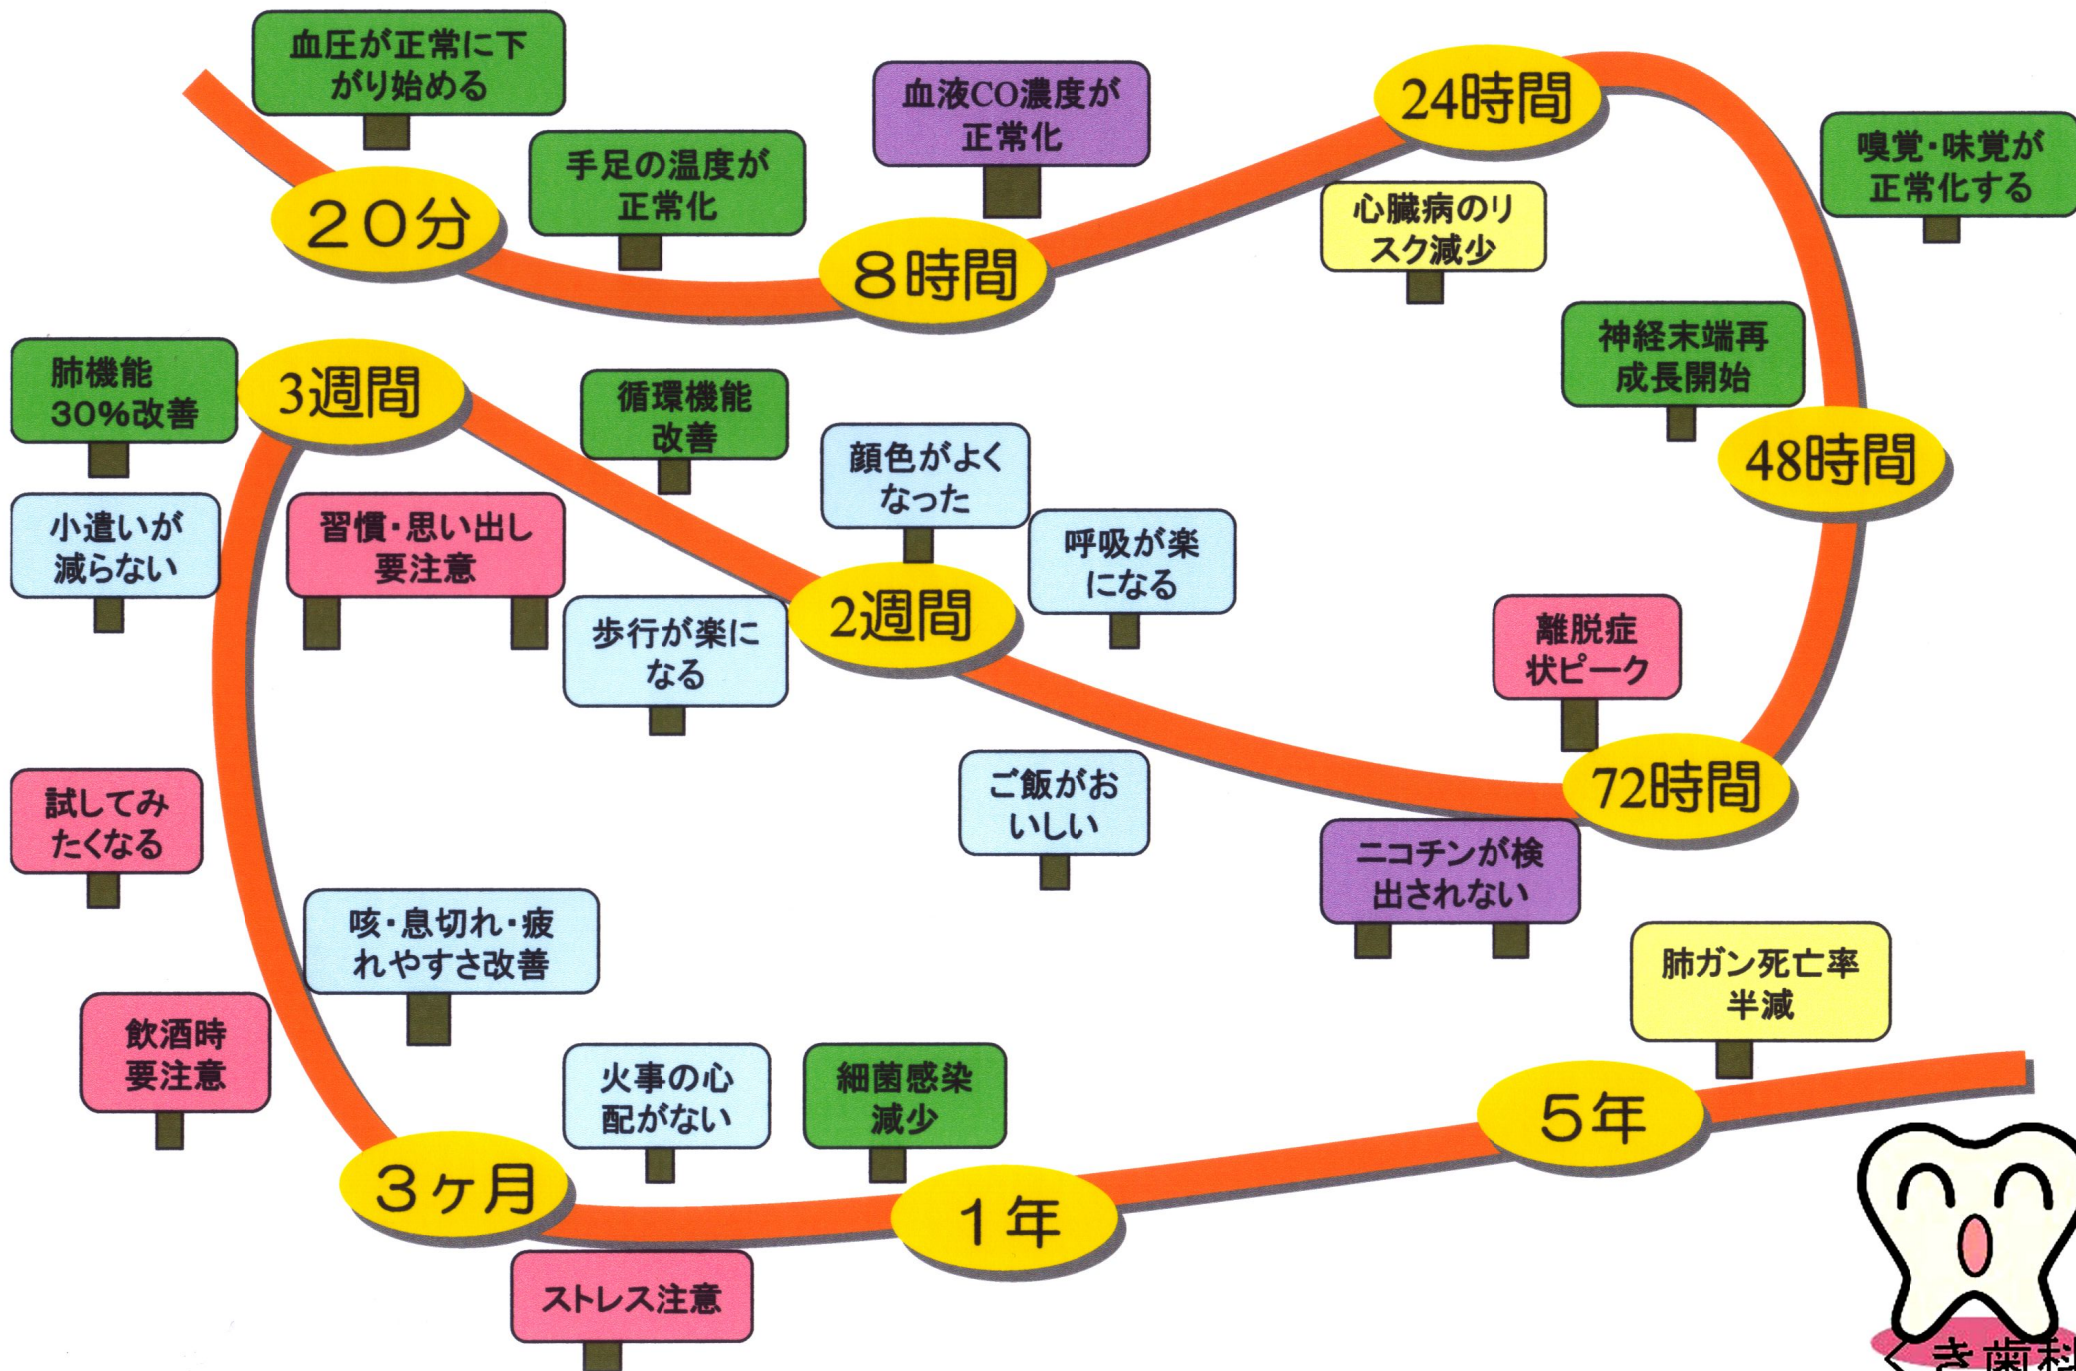 血圧が正常に下
がり始める
２０分
手足の温度が
正常化
血液CO濃度が
正常化
８時間
24時間
心臓病のリ
スク減少
嗅覚・味覚が
正常化する
神経末端再
成長開始
48時間
離脱症
状ピーク
72時間
ニコチンが検
出されない
ご飯がお
いしい
呼吸が楽
になる
顔色がよく
なった
2週間
歩行が楽に
なる
循環機能
改善
3週間
肺機能
30%改善
習慣・思い出し
要注意
小遣いが
減らない
試してみ
たくなる
咳・息切れ・疲
れやすさ改善
飲酒時
要注意
３ヶ月
火事の心
配がない
ストレス注意
細菌感染
減少
１年
５年
肺ガン死亡率
半減
くき歯科